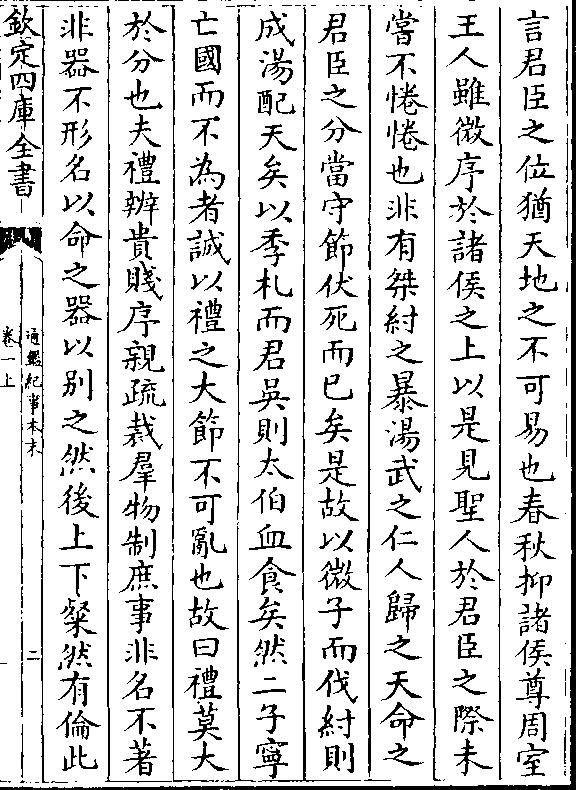 言君臣之位猶天地之不可易也春秋抑諸侯尊周室
王人雖微序於諸侯之上以是見聖人於君臣之際未
嘗不惓惓也非有桀紂之暴湯武之仁人歸之天命之
君臣之分當守節伏死而已矣是故以微子而伐紂則
成湯配天矣以季札而君吳則太伯血食矣然二子寧
亡國而不為者誠以禮之大節不可亂也故曰禮莫大
於分也夫禮辨貴賤序親疏裁羣物制庶事非名不著
非器不形名以命之器以別之然後上下粲然有倫此
欽定四庫全書
通鑑紀事本末
卷一上
二